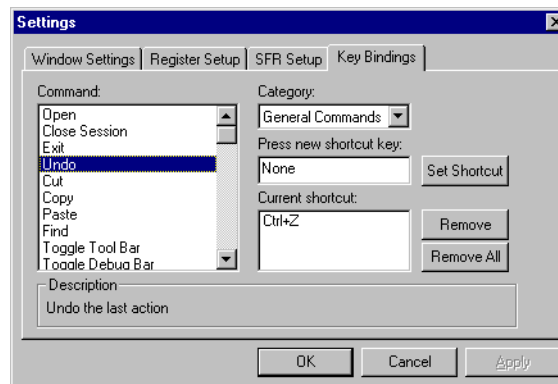 Settings
Window Settings Register Setup SFR Setup Key Bindings
Command:
Open
Close Session
Exit
Undo
Cut
Copy
Paste
Find
Toggle Tool Bar
Toggle Debug Bar
Category:
General Commands
Press new shortcut key:
None
Set Shortcut
Current shortcut:
Ctrl+Z
Remove
Remove All
Description
Undo the last action
OK Cancel Apply